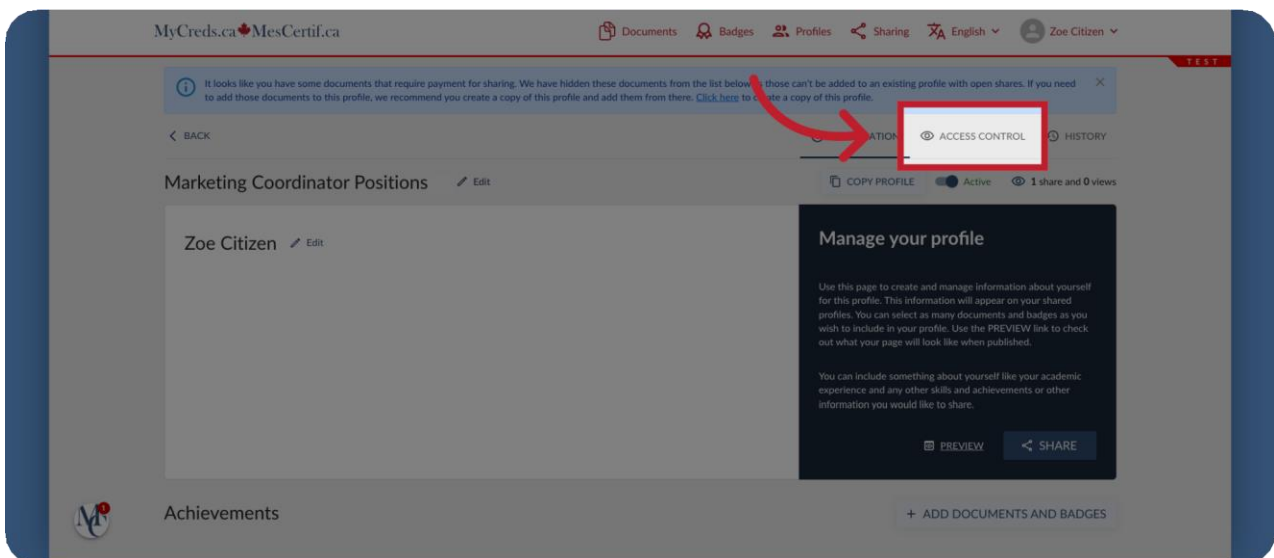 MyCreds.ca MesCertif.ca Documents Badges Profiles Sharing English Zoe Citizen
TEST
It looks like you have some documents that require payment for sharing. We have hidden these documents from the list below those can't be added to an existing profile with open shares. If you need
to add those documents to this profile, we recommend you create a copy of this profile and add them from there. Click here to a copy of this profile.
BACK ACCESS CONTROL HISTORY
Marketing Coordinator Positions Edit COPY PROFILE Active 1 share and 0 views
Zoe Citizen Edit
Manage your profile
Use this page to create and manage information about yourself
for this profile. This information will appear on your shared
profiles. You can select as many documents and badges as you
wish to include in your profile. Use the PREVIEW link to check
out what your page will look like when published.
You can include something about yourself like your academic
experience and any other skills and achievements or other
information you would like to share.
PREVIEW SHARE
MC 1
Achievements + ADD DOCUMENTS AND BADGES